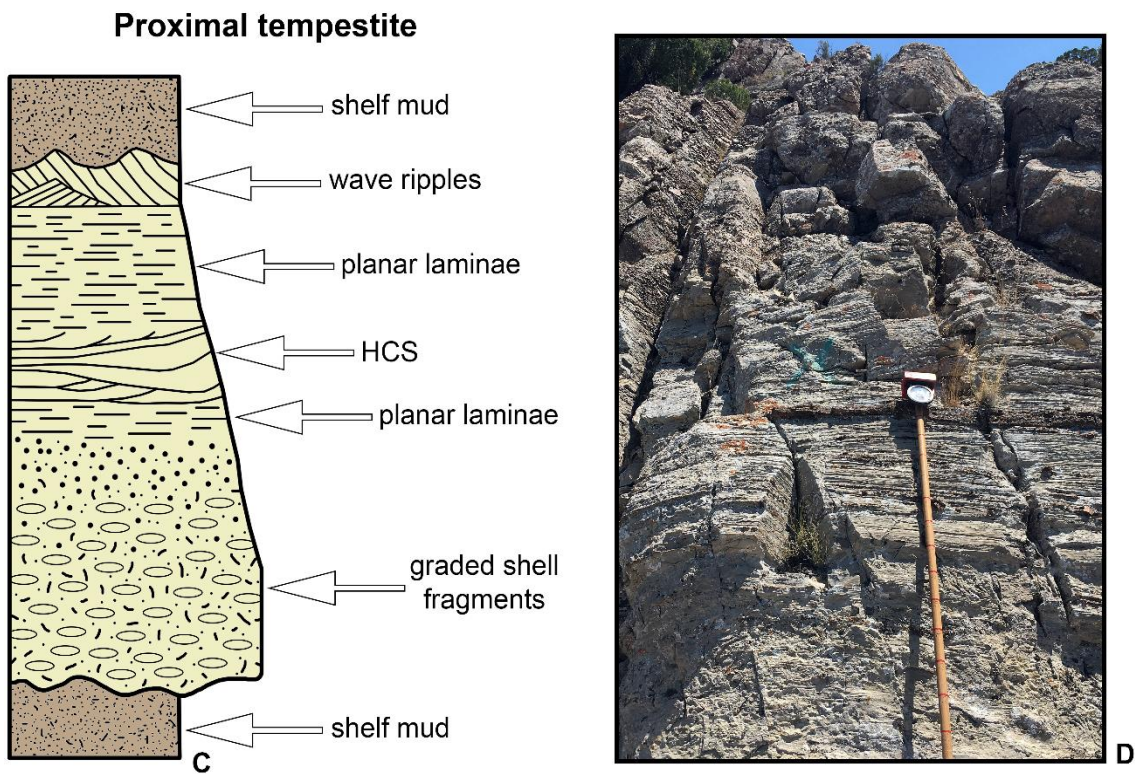 Proximal tempestite
shelf mud
wave ripples
planar laminae
HCS
planar laminae
graded shell
fragments
shelf mud
C
D